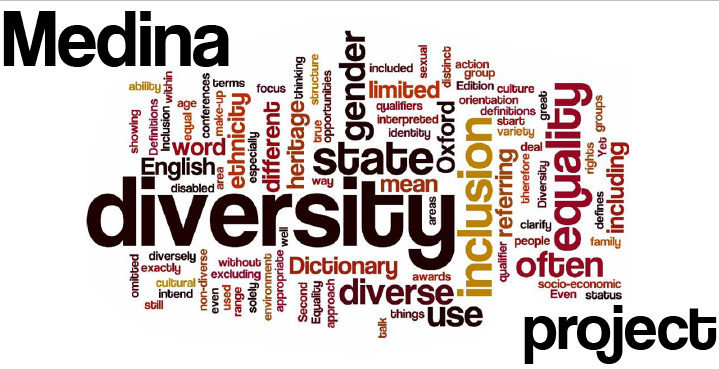 Medina
ability
within
age
conferences
terms
focus
thinking
structure
opportunities
gender
included
sexual
distinct
action
group
limited
Edition
culture
orientation
great
groups
showing
Definitions
Inclusion
equal
make-up
ethnicity
different
heritage
true
qualifiers
interpreted
identity
Oxford
definitions
start
variety
equality
word
area
especially
English
disabled
state
way
mean
areas
inclusion
referring
deal
therefore
Diversity
rights
Yet
including
diversity
clarify
people
defines
family
omitted
diversely
exactly
cultural
intend
still
non-diverse
even
used
range
without
excluding
solely
environment
appropriate
well
Dictionary
Second
Equality
approach
awards
diverse
talk
things
use
qualifier
often
socio-economic
Even
status
project